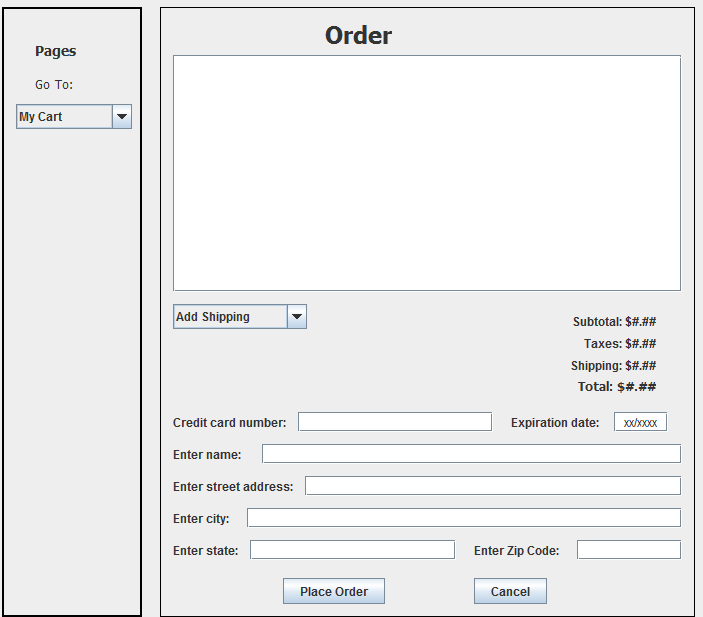 Pages
Go To:
My Cart
Order
Add Shipping
Subtotal: $#.##
Taxes: $#.##
Shipping: $#.##
Total: $#.##
Credit card number: Expiration date: xx/xxxx
Enter name:
Enter street address:
Enter city:
Enter state: Enter Zip Code:
Place Order Cancel